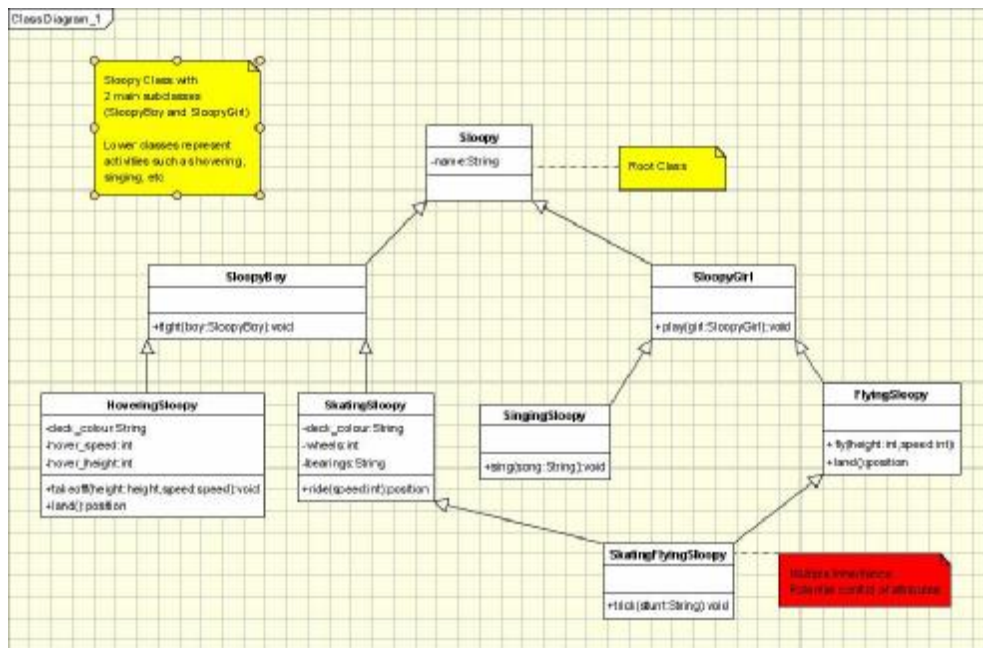 ClassDiagram_1
Sloopy Class with
2 main subclasses
(SloopyBoy and SloopyGirl)
Lower classes represent
activities such as hovering,
singing, etc
Sloopy
-name:String
Root Class
SloopyBoy
+fight(boy:SloopyBoy):void
SloopyGirl
+play(girl:SloopyGirl):void
HoveringSloopy
-deck_colour:String
-hover_speed:int
-hover_height:int
+takeoff(height:height,speed:speed):void
+land():position
SkatingSloopy
-deck_colour:String
-wheels:int
-bearings:String
+ride(speed:int):position
SingingSloopy
+sing(song:String):void
FlyingSloopy
+fly(height:int,speed:int)
+land():position
SkatingFlyingSloopy
+trick(stunt:String):void
Multiple Inheritance
Potential conflict of attributes